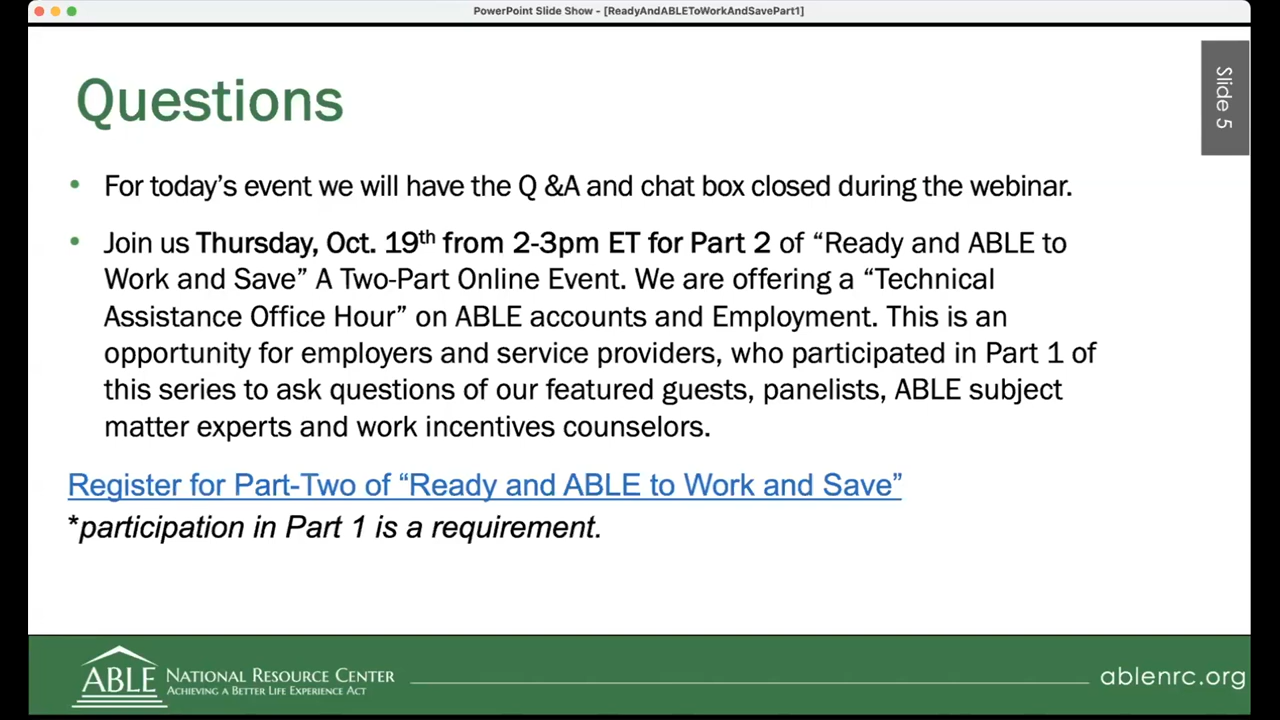 PowerPoint Slide Show - [ReadyAndABLEToWorkAndSavePart1]
Slide 5
Questions
• For today’s event we will have the Q &A and chat box closed during the webinar.
• Join us Thursday, Oct. 19th from 2-3pm ET for Part 2 of “Ready and ABLE to
Work and Save” A Two-Part Online Event. We are offering a “Technical
Assistance Office Hour” on ABLE accounts and Employment. This is an
opportunity for employers and service providers, who participated in Part 1 of
this series to ask questions of our featured guests, panelists, ABLE subject
matter experts and work incentives counselors.
Register for Part-Two of “Ready and ABLE to Work and Save”
*participation in Part 1 is a requirement.
ABLE NATIONAL RESOURCE CENTER
ACHIEVING A BETTER LIFE EXPERIENCE ACT
ablenrc.org